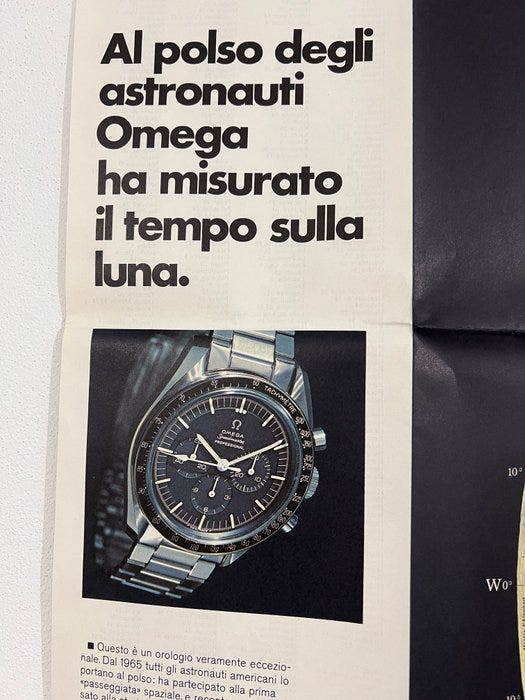 Al polso degli
astronauti
Omega
ha misurato
il tempo sulla
luna.
TACHYMÈTRE
Ω
OMEGA
Speedmaster
PROFESSIONAL
■ Questo è un orologio veramente eccezio-
nale. Dal 1965 tutti gli astronauti americani lo
portano al polso: ha partecipato alla prima
«passeggiata» spaziale, e
10°
W0°